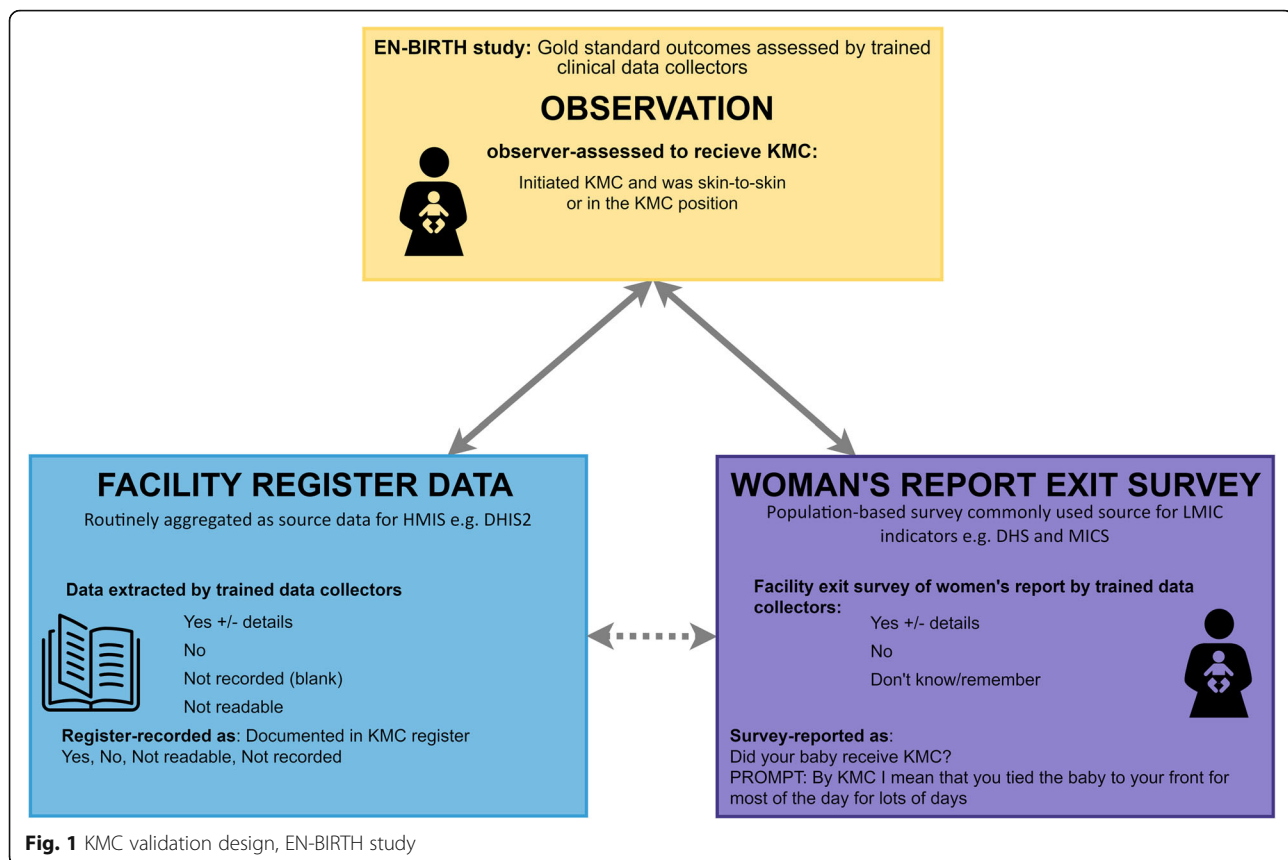 EN-BIRTH study: Gold standard outcomes assessed by trained
clinical data collectors
OBSERVATION
observer-assessed to recieve KMC:
Initiated KMC and was skin-to-skin
or in the KMC position
FACILITY REGISTER DATA
Routinely aggregated as source data for HMIS e.g. DHIS2
Data extracted by trained data collectors
Yes +/- details
No
Not recorded (blank)
Not readable
Register-recorded as: Documented in KMC register
Yes, No, Not readable, Not recorded
WOMAN'S REPORT EXIT SURVEY
Population-based survey commonly used source for LMIC
indicators e.g. DHS and MICS
Facility exit survey of women's report by trained data
collectors:
Yes +/- details
No
Don't know/remember
Survey-reported as:
Did your baby receive KMC?
PROMPT: By KMC I mean that you tied the baby to your front for
most of the day for lots of days
Fig. 1 KMC validation design, EN-BIRTH study